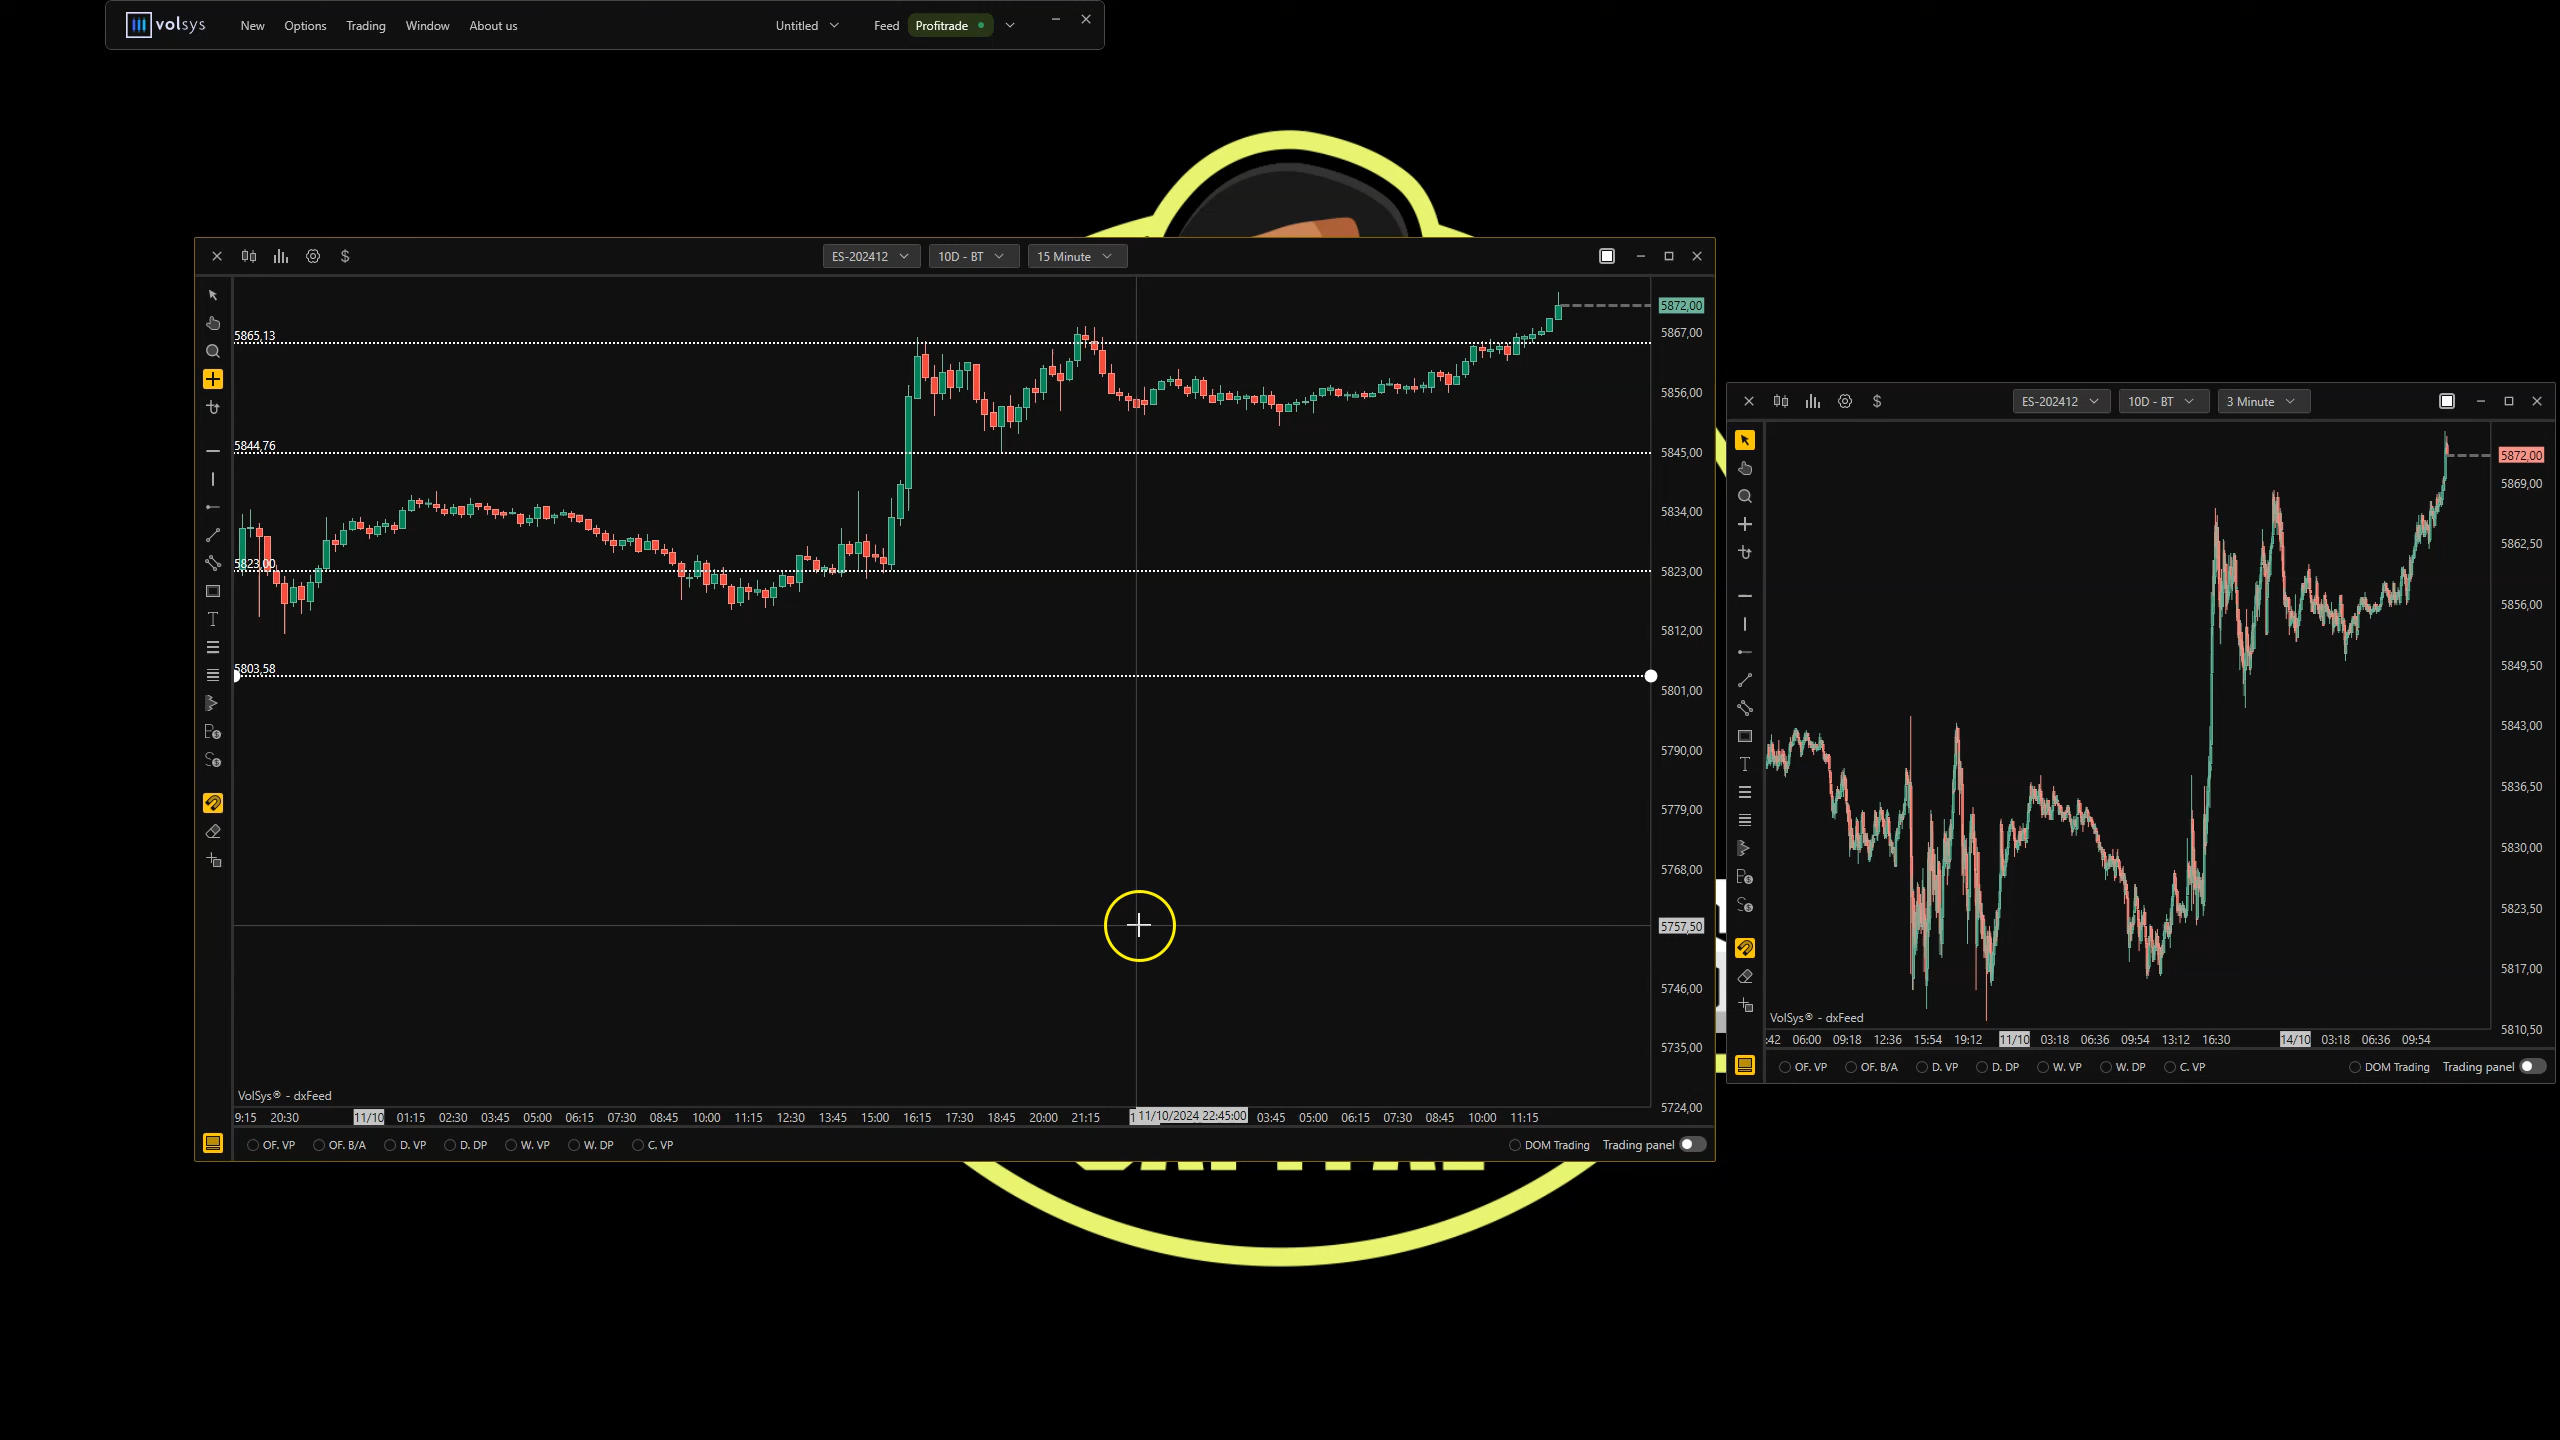 volsys New Options Trading Window About us Untitled Feed Profitrade
$ ES-202412 10D - BT 15 Minute
5872,00
5867,00
5856,00
5845,00
5834,00
5823,00
5812,00
5801,00
5790,00
5779,00
5768,00
5757,50
5746,00
5735,00
5724,00
5865,13
5844,76
5823,00
5803,58
T
VolSys® - dxFeed
9:15 20:30 11/10 01:15 02:30 03:45 05:00 06:15 07:30 08:45 10:00 11:15 12:30 13:45 15:00 16:15 17:30 18:45 20:00 21:15 1 11/10/2024 22:45:00 03:45 05:00 06:15 07:30 08:45 10:00 11:15
OF. VP OF. B/A D. VP D. DP W. VP W. DP C. VP DOM Trading Trading panel
$ ES-202412 10D - BT 3 Minute
5872,00
5869,00
5862,50
5856,00
5849,50
5843,00
5836,50
5830,00
5823,50
5817,00
5810,50
T
VolSys® - dxFeed
:42 06:00 09:18 12:36 15:54 19:12 11/10 03:18 06:36 09:54 13:12 16:30 14/10 03:18 06:36 09:54
OF. VP OF. B/A D. VP D. DP W. VP W. DP C. VP DOM Trading Trading panel